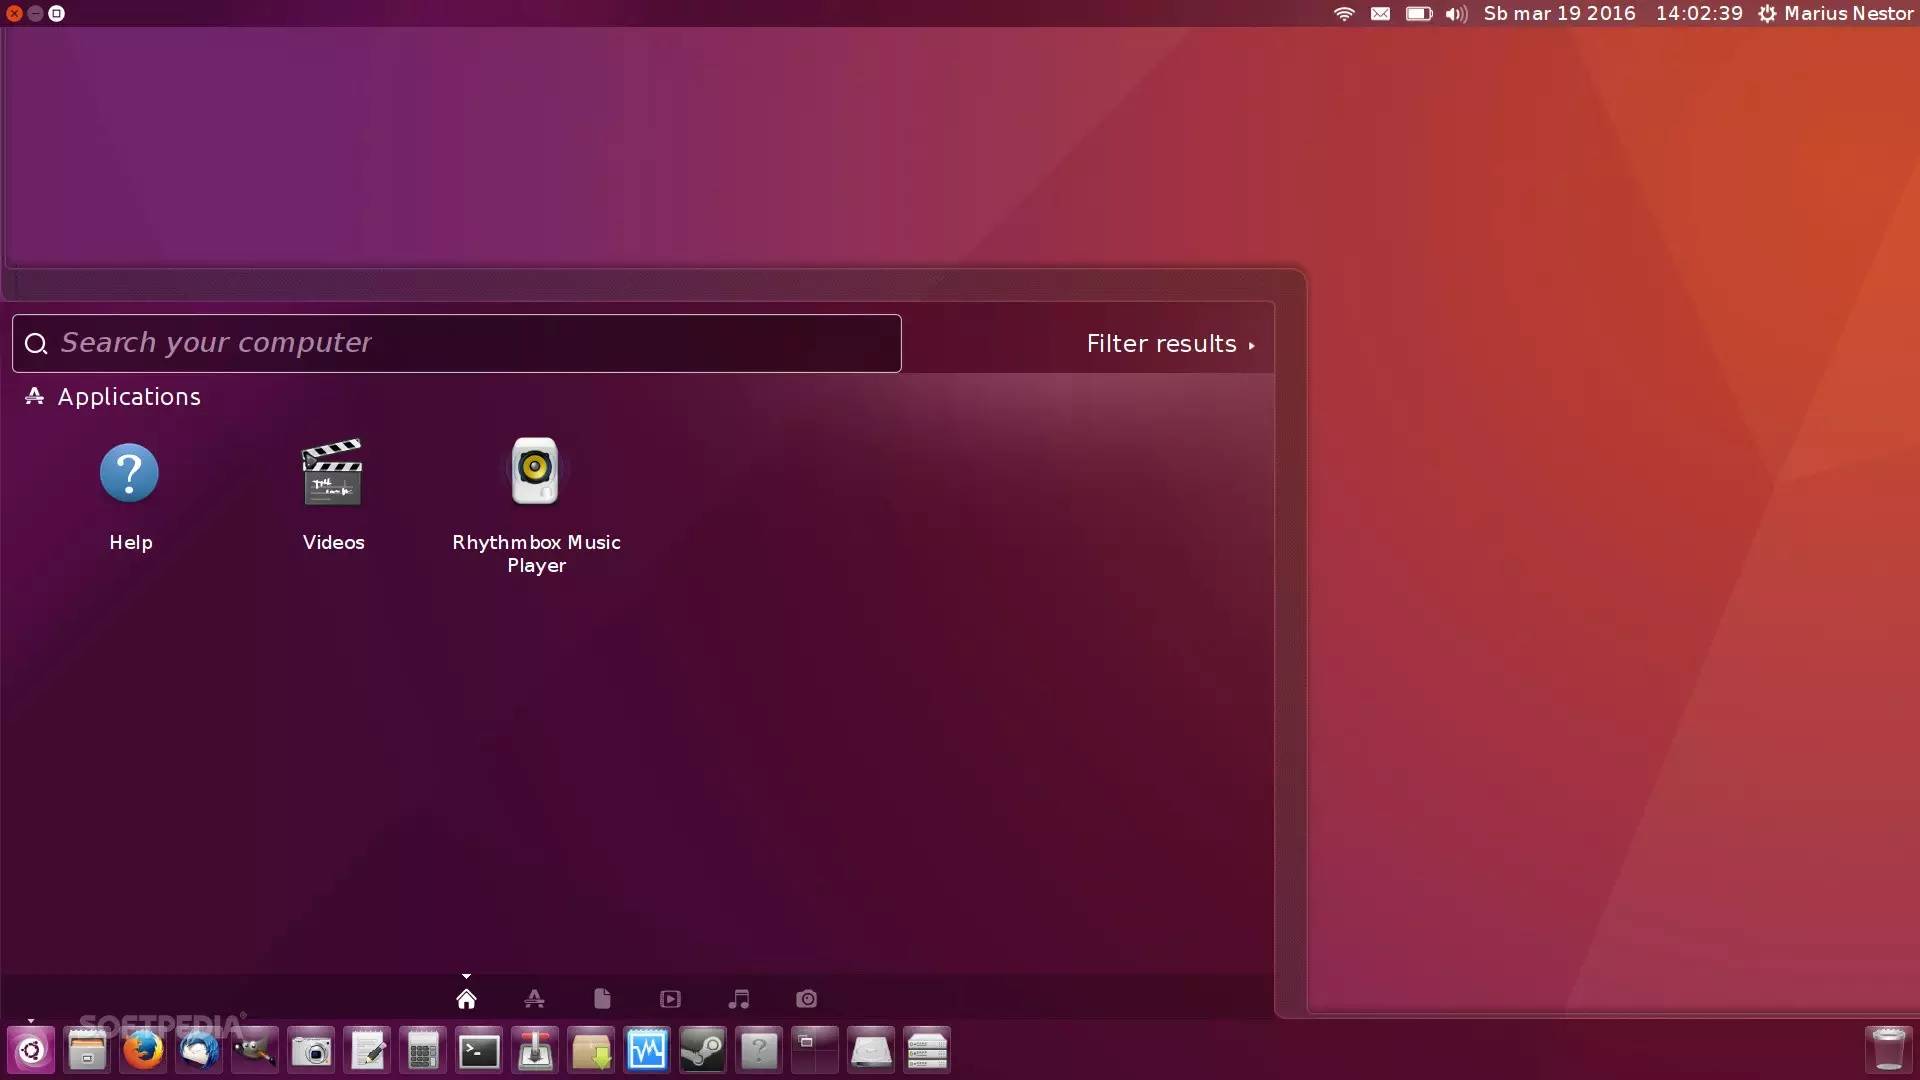 Sb mar 19 2016 14:02:39 Marius Nestor
Search your computer
Filter results
Applications
Help
Videos
Rhythmbox Music
Player
SOFTPEDIA®